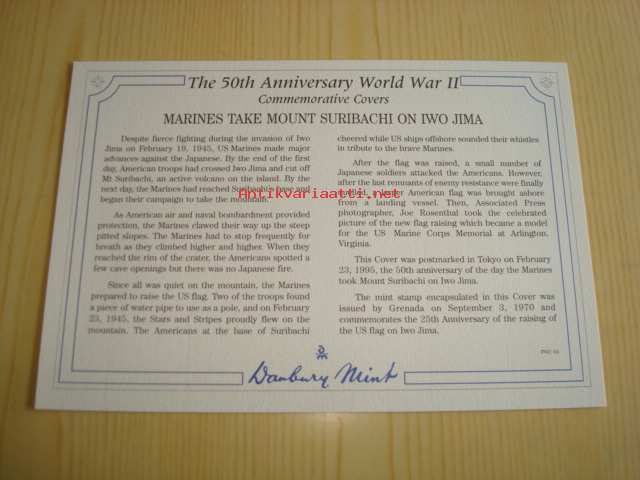 The 50th Anniversary World War II
Commemorative Covers
MARINES TAKE MOUNT SURIBACHI ON IWO JIMA
Despite fierce fighting during the invasion of Iwo
Jima on February 19, 1945, US Marines made major
advances against the Japanese. By the end of the first
day, American troops had crossed Iwo Jima and cut off
Mt Suribachi, an active volcano on the island. By the
next day, the Marines had reached Suribachi's base and
began their campaign to take the mountain.
As American air and naval bombardment provided
protection, the Marines clawed their way up the steep
pitted slopes. The Marines had to stop frequently for
breath as they climbed higher and higher. When they
reached the rim of the crater, the Americans spotted a
few cave openings but there was no Japanese fire.
Since all was quiet on the mountain, the Marines
prepared to raise the US flag. Two of the troops found
a piece of water pipe to use as a pole, and on February
23, 1945, the Stars and Stripes proudly flew on the
mountain. The Americans at the base of Suribachi
cheered while US ships offshore sounded their whistles
in tribute to the brave Marines.
After the flag was raised, a small number of
Japanese soldiers attacked the Americans. However,
after the last remnants of enemy resistance were finally
a larger American flag was brought ashore
from a landing vessel. Then, Associated Press
photographer, Joe Rosenthal took the celebrated
picture of the new flag raising which became a model
for the US Marine Corps Memorial at Arlington,
Virginia.
This Cover was postmarked in Tokyo on February
23, 1995, the 50th anniversary of the day the Marines
took Mount Suribachi on Iwo Jima.
The mint stamp encapsulated in this Cover was
issued by Grenada on September 3, 1970 and
commemorates the 25th Anniversary of the raising of
the US flag on Iwo Jima.
Danbury Mint
Antikvariaatti.net